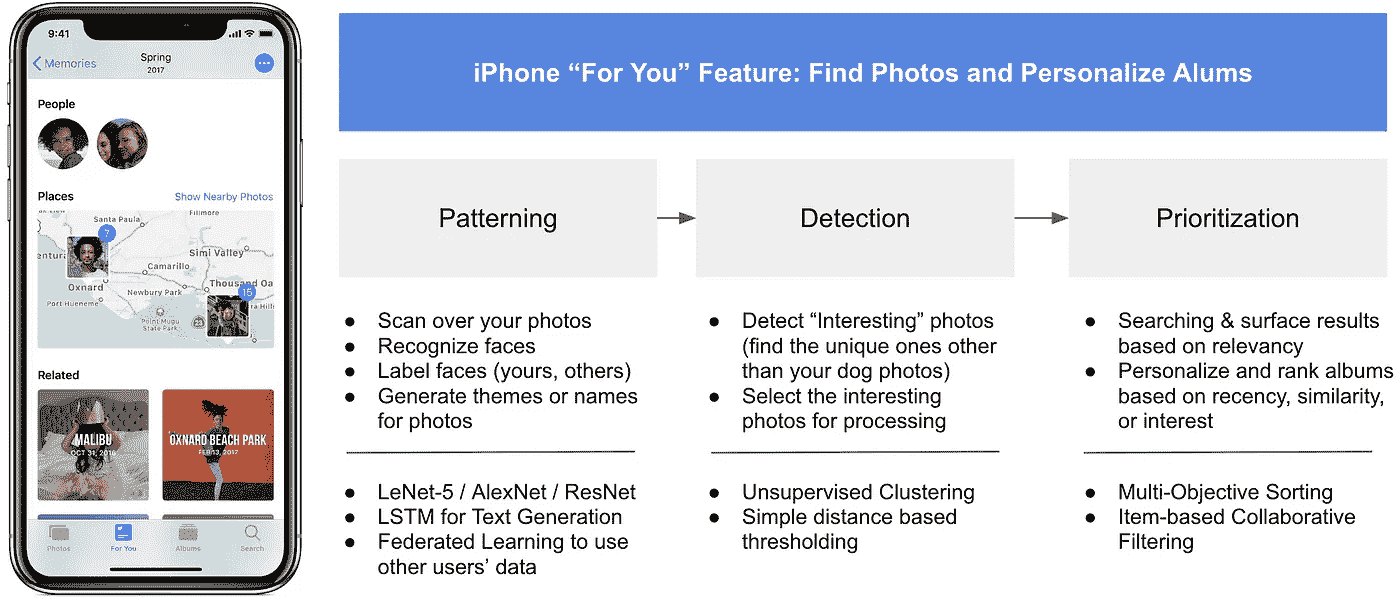 9:41
Memories
Spring
2017
People
Places
Show Nearby Photos
Santa Paula
Fillmore
7
Simi Valley
Camarillo
Oxnard
Newbury Park
Thousand Oa
15
Port Hueneme
Point Mugu
State Park
23
Related
MALIBU
OCT 31, 2016
OXNARD BEACH PARK
FEB 13, 2017
Photos
For You
Albums
Search
iPhone “For You” Feature: Find Photos and Personalize Alums
Patterning
● Scan over your photos
● Recognize faces
● Label faces (yours, others)
● Generate themes or names
for photos
● LeNet-5 / AlexNet / ResNet
● LSTM for Text Generation
● Federated Learning to use
other users’ data
Detection
● Detect “Interesting” photos
(find the unique ones other
than your dog photos)
● Select the interesting
photos for processing
● Unsupervised Clustering
● Simple distance based
thresholding
Prioritization
● Searching & surface results
based on relevancy
● Personalize and rank albums
based on recency, similarity,
or interest
● Multi-Objective Sorting
● Item-based Collaborative
Filtering